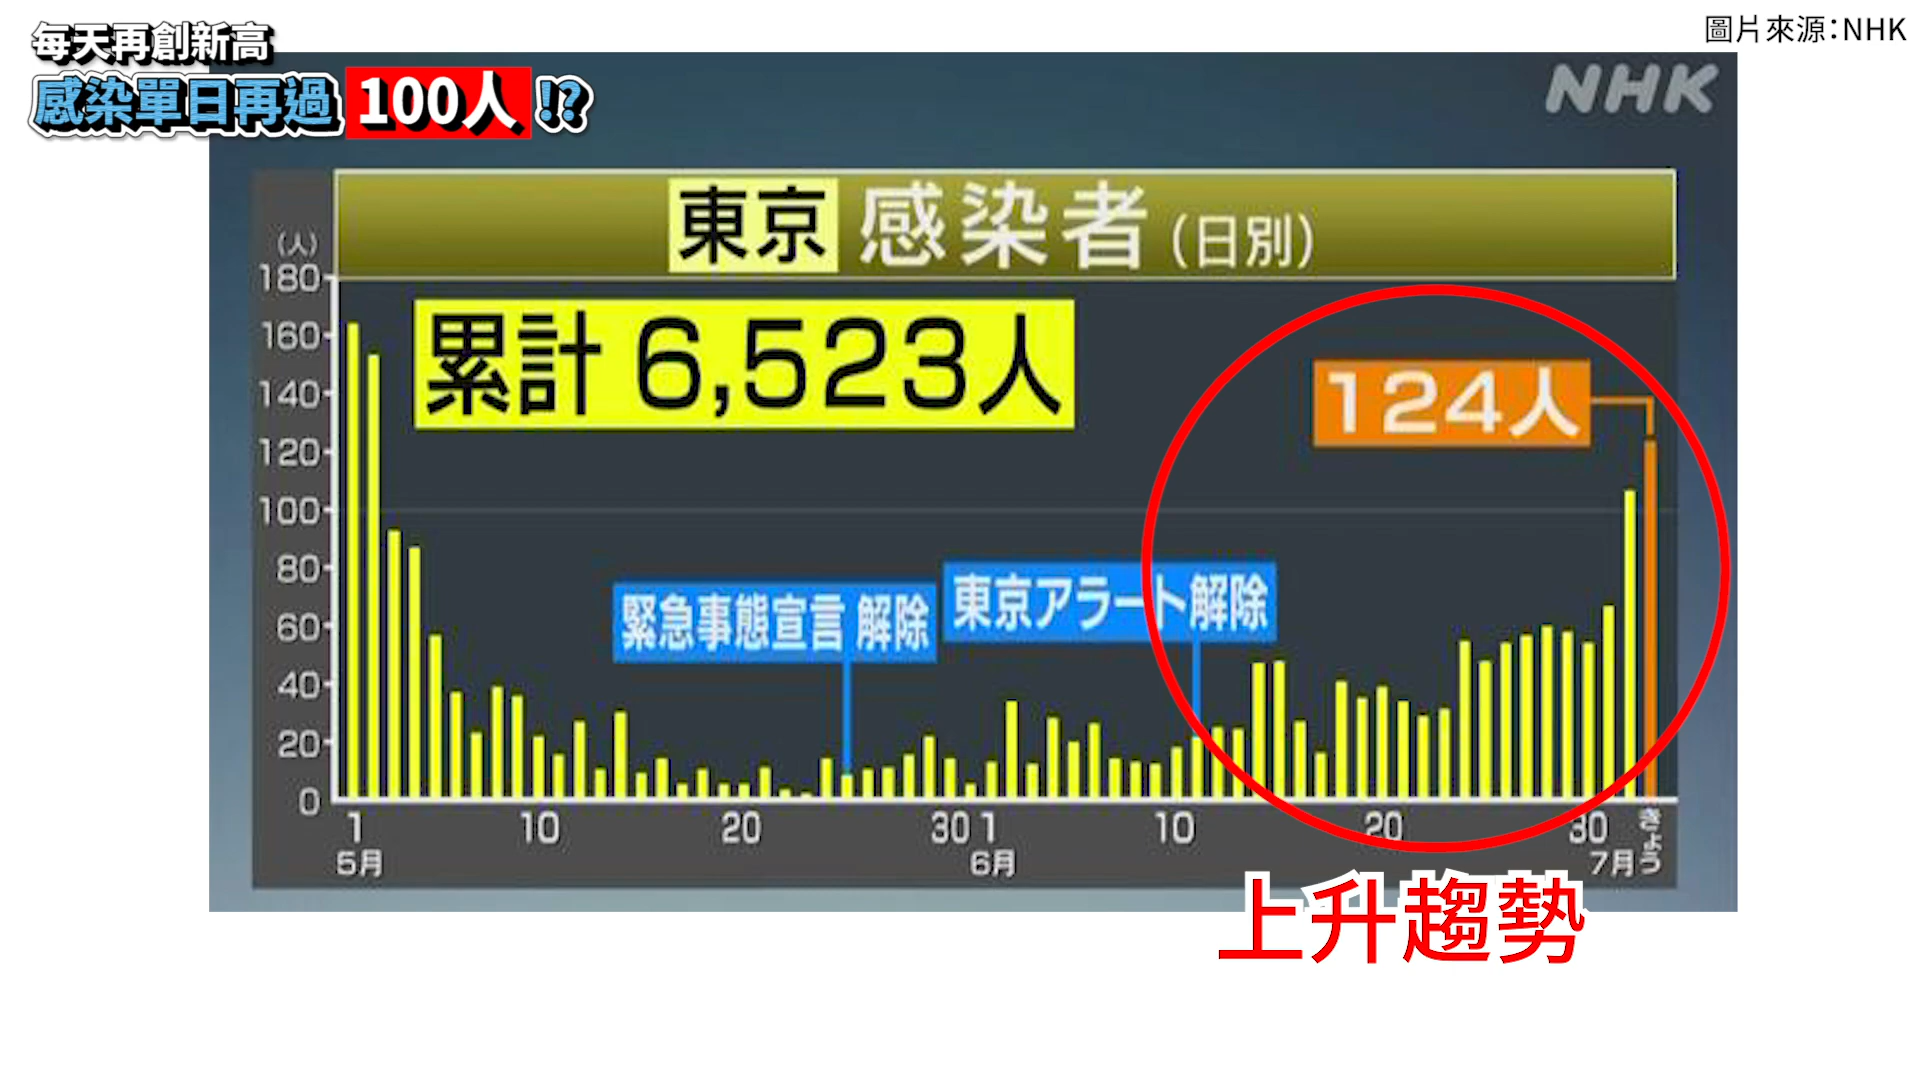 每天再創新高
感染單日再過 100人 !?
圖片來源:NHK
NHK
東京 感染者(日別)
(人)
180
160
140
120
100
80
60
40
20
0
累計 6,523人
124人
緊急事態宣言 解除
東京アラート解除
1 10 20 30 1 10 20 30 きょう
5月 6月 7月
上升趨勢